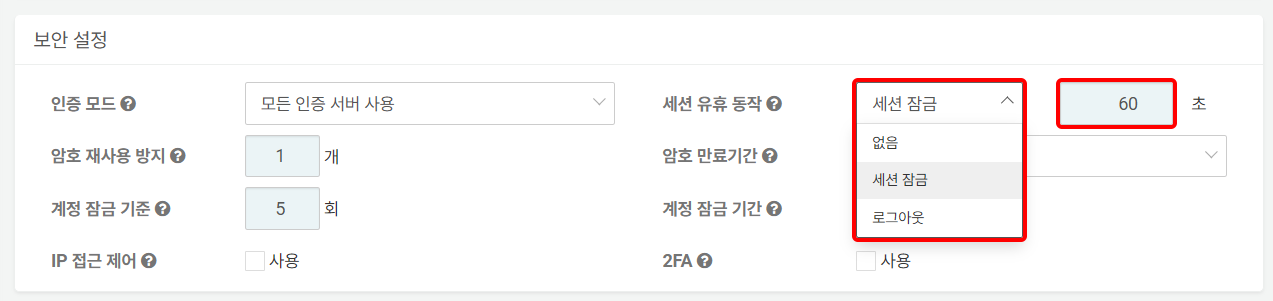 보안 설정
인증 모드 모든 인증 서버 사용 세션 유휴 동작 세션 잠금 60 초
없음
암호 재사용 방지 1 개 암호 만료기간
세션 잠금
계정 잠금 기준 5 회 계정 잠금 기간
로그아웃
IP 접근 제어 사용 2FA 사용